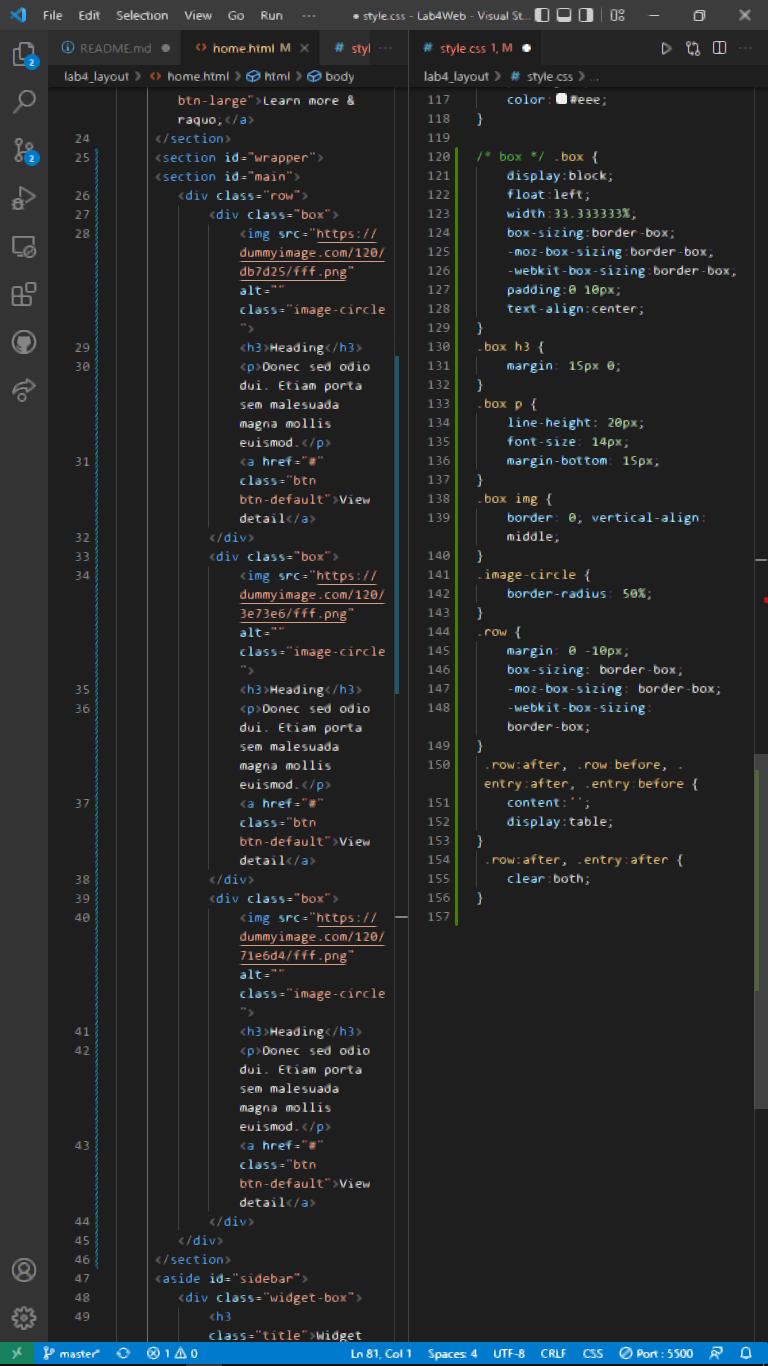 File Edit Selection View Go Run ··· ● style.css - Lab4Web - Visual St...
README.md ● <> home.html M × # styl ··· # style.css 1, M ●
lab4_layout > <> home.html > html > body
lab4_layout > # style.css > ...
btn-large">Learn more &
raquo;</a>
24 </section>
25 <section id="wrapper">
<section id="main">
26 <div class="row">
27 <div class="box">
28 <img src="https://
dummyimage.com/120/
db7d25/fff.png"
alt=""
class="image-circle
">
29 <h3>Heading</h3>
30 <p>Donec sed odio
dui. Etiam porta
sem malesuada
magna mollis
euismod.</p>
31 <a href="#"
class="btn
btn-default">View
detail</a>
32 </div>
33 <div class="box">
34 <img src="https://
dummyimage.com/120/
3e73e6/fff.png"
alt=""
class="image-circle
">
35 <h3>Heading</h3>
36 <p>Donec sed odio
dui. Etiam porta
sem malesuada
magna mollis
euismod.</p>
37 <a href="#"
class="btn
btn-default">View
detail</a>
38 </div>
39 <div class="box">
40 <img src="https://
dummyimage.com/120/
71e6d4/fff.png"
alt=""
class="image-circle
">
41 <h3>Heading</h3>
42 <p>Donec sed odio
dui. Etiam porta
sem malesuada
magna mollis
euismod.</p>
43 <a href="#"
class="btn
btn-default">View
detail</a>
44 </div>
45 </div>
46 </section>
47 <aside id="sidebar">
48 <div class="widget-box">
49 <h3
class="title">Widget
117 color: #eee;
118 }
119
120 /* box */ .box {
121 display:block;
122 float:left;
123 width:33.333333%;
124 box-sizing:border-box;
125 -moz-box-sizing:border-box;
126 -webkit-box-sizing:border-box;
127 padding:0 10px;
128 text-align:center;
129 }
130 .box h3 {
131 margin: 15px 0;
132 }
133 .box p {
134 line-height: 20px;
135 font-size: 14px;
136 margin-bottom: 15px;
137 }
138 .box img {
139 border: 0; vertical-align:
middle;
140 }
141 .image-circle {
142 border-radius: 50%;
143 }
144 .row {
145 margin: 0 -10px;
146 box-sizing: border-box;
147 -moz-box-sizing: border-box;
148 -webkit-box-sizing:
border-box;
149 }
150 .row:after, .row:before, .
entry:after, .entry:before {
151 content:'';
152 display:table;
153 }
154 .row:after, .entry:after {
155 clear:both;
156 }
157
2
2
master* 1 0 Ln 81, Col 1 Spaces: 4 UTF-8 CRLF CSS Port : 5500